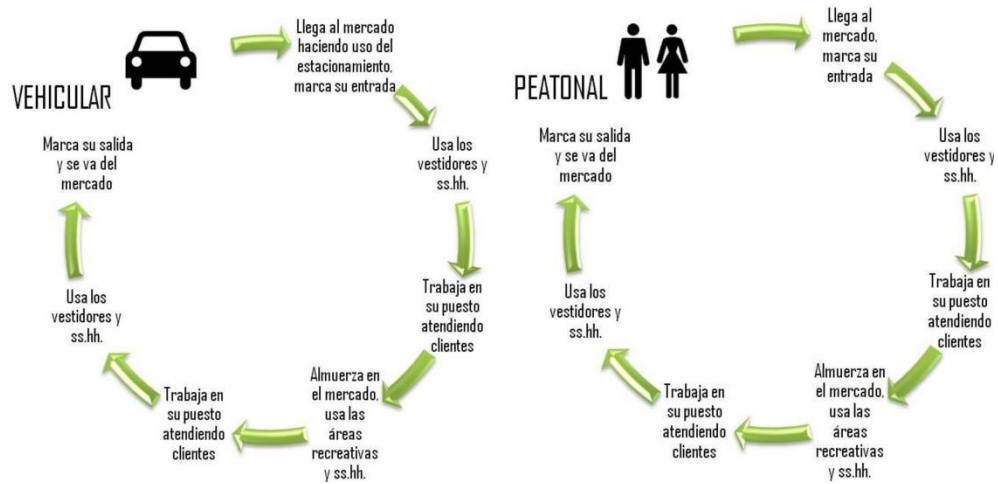 VEHICULAR
Llega al mercado
haciendo uso del
estacionamiento,
marca su entrada
Usa los
vestidores y
ss.hh.
Trabaja en
su puesto
atendiendo
clientes
Almuerza en
el mercado,
usa las
áreas
recreativas
y ss.hh.
Trabaja en
su puesto
atendiendo
clientes
Usa los
vestidores y
ss.hh.
Marca su salida
y se va del
mercado
PEATONAL
Llega al
mercado,
marca su
entrada
Usa los
vestidores y
ss.hh.
Trabaja en
su puesto
atendiendo
clientes
Almuerza en
el mercado,
usa las
áreas
recreativas
y ss.hh.
Trabaja en
su puesto
atendiendo
clientes
Usa los
vestidores y
ss.hh.
Marca su salida
y se va del
mercado